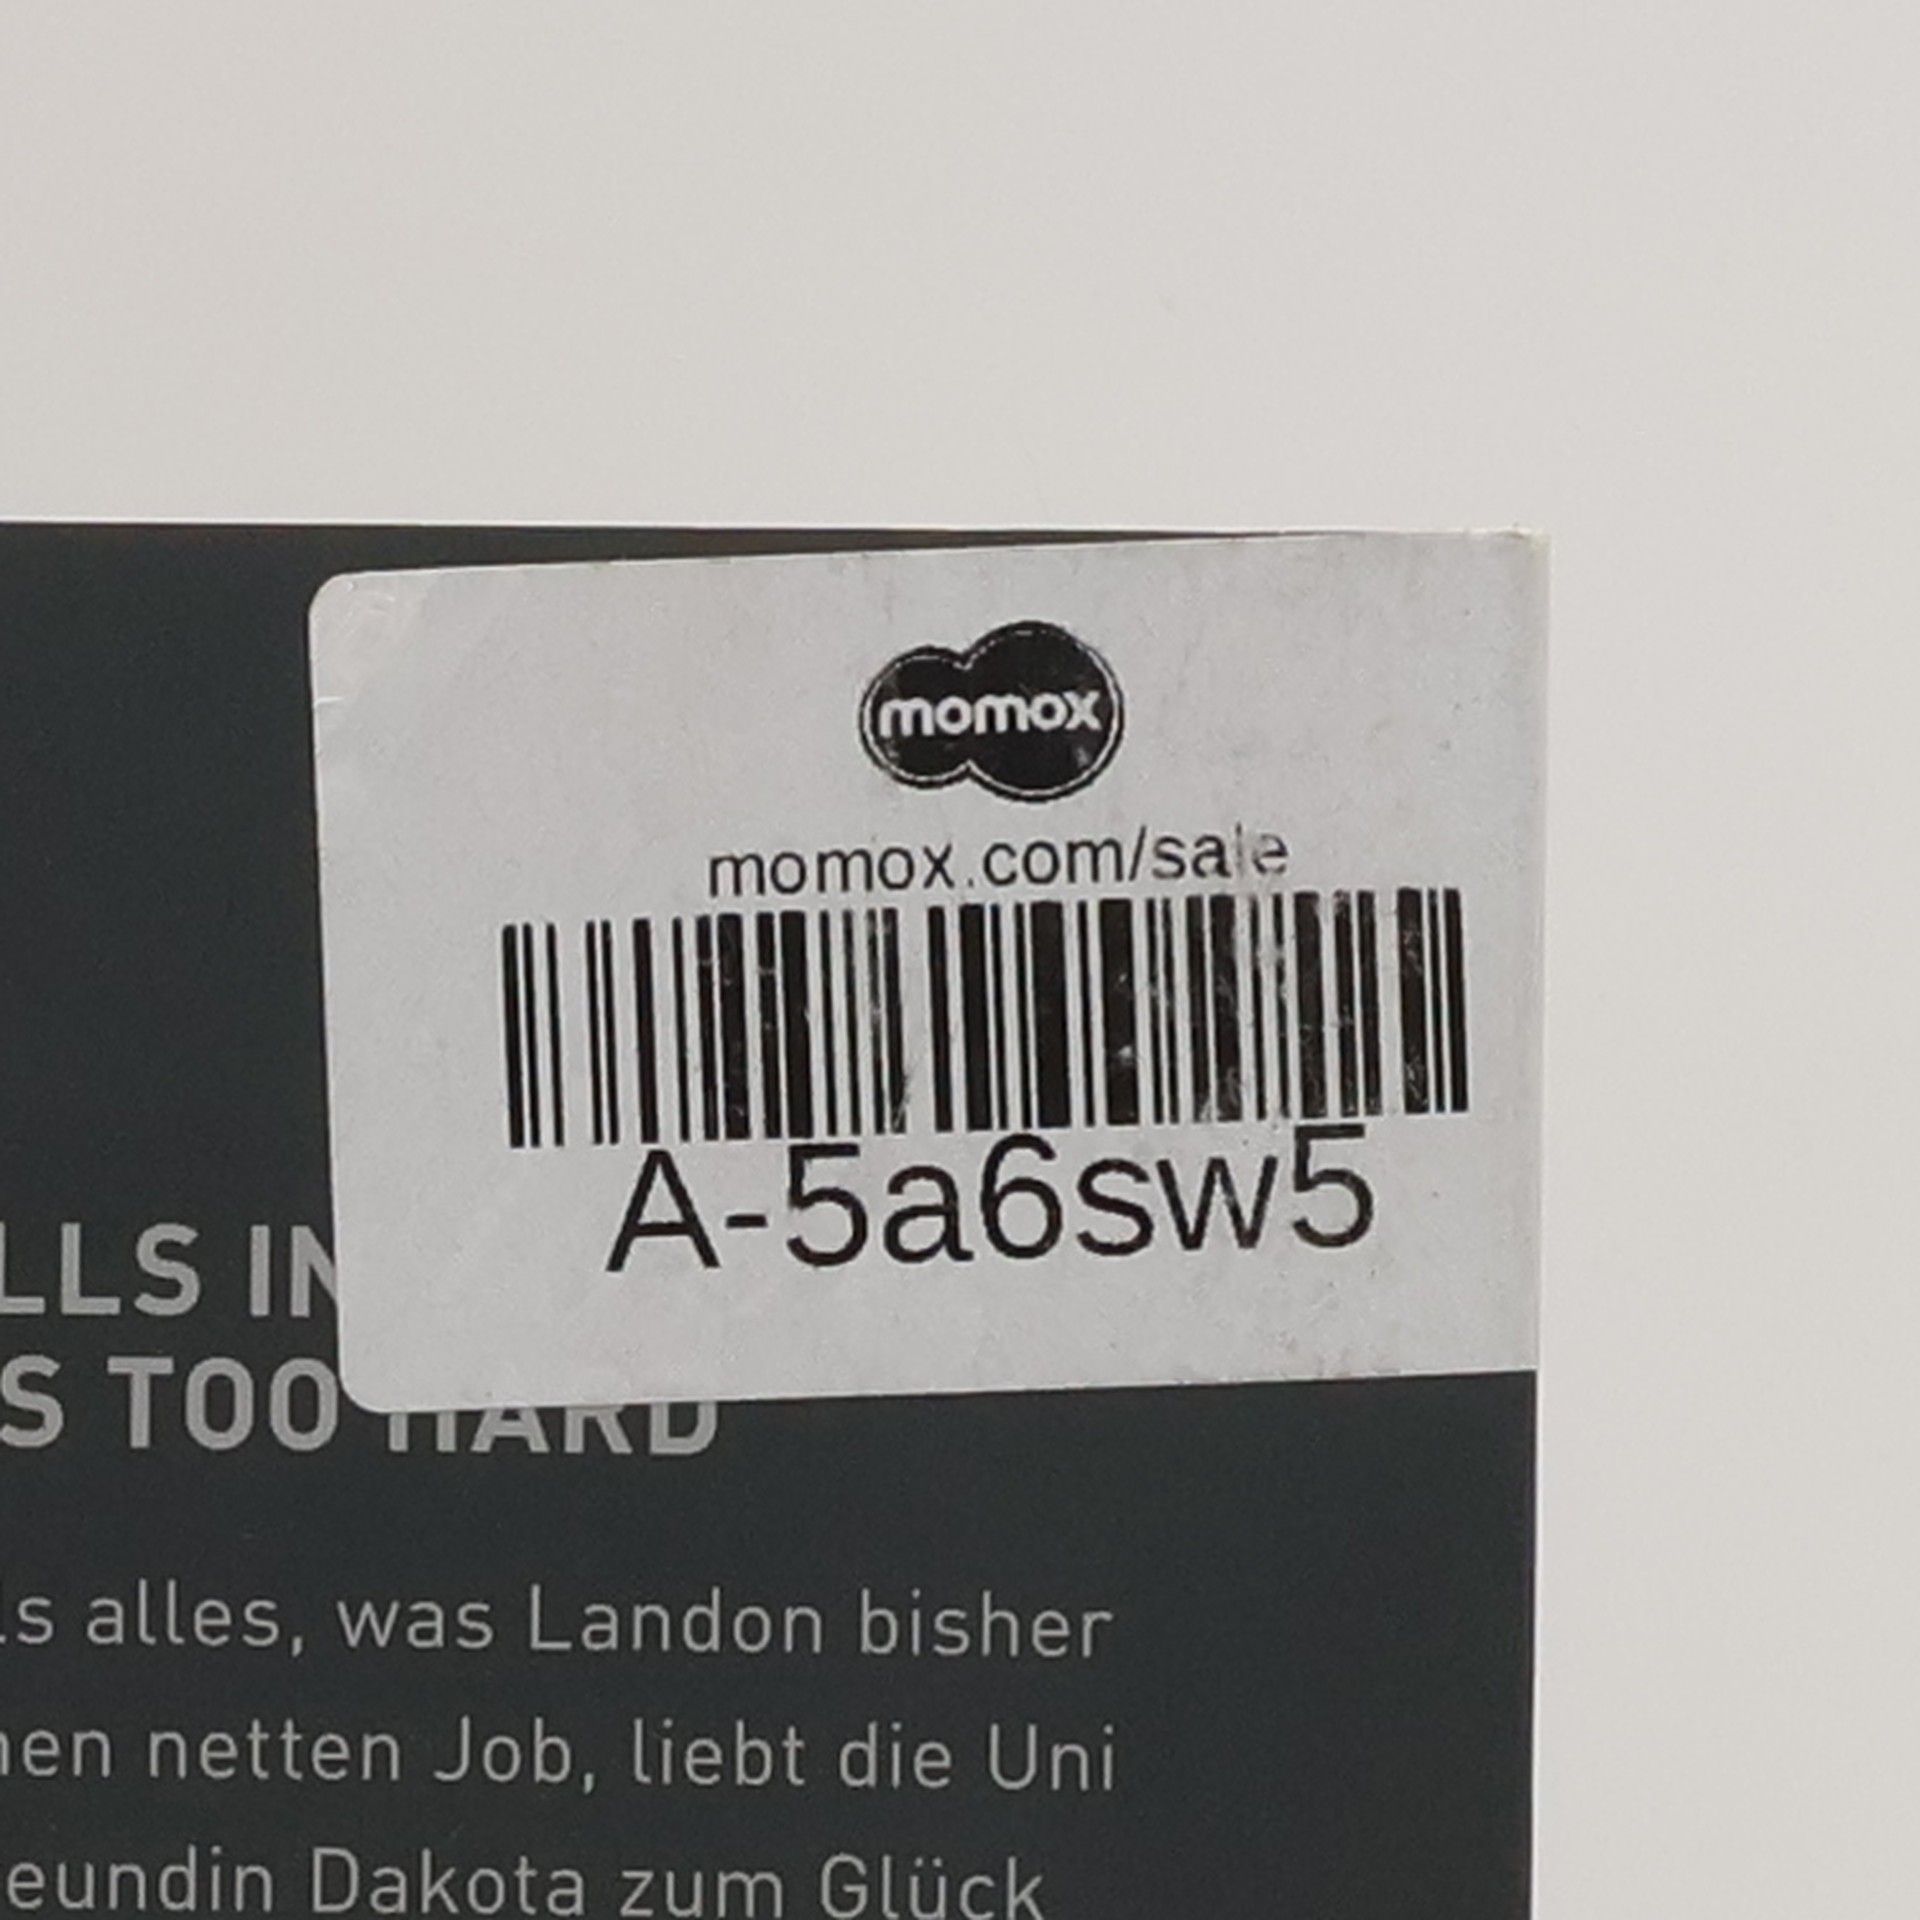 momox
momox.com/sale
A-5a6sw5
LLS IN
S TOO HARD
ls alles, was Landon bisher
nen netten Job, liebt die Uni
eundin Dakota zum Glück